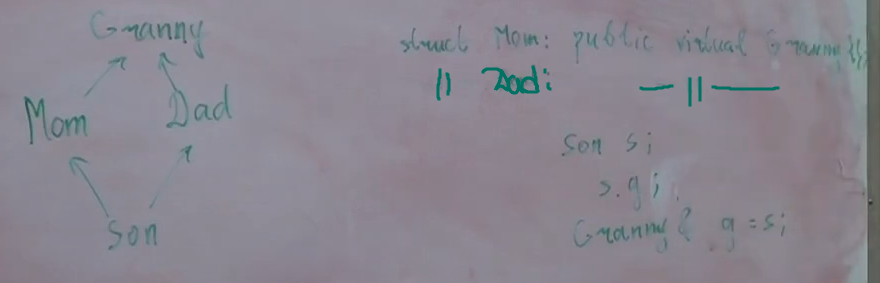 Granny
Mom Dad
Son
struct Mom: public virtual Granny{};
|| Dad: —||—
Son s;
s.g;
Granny& g=s;